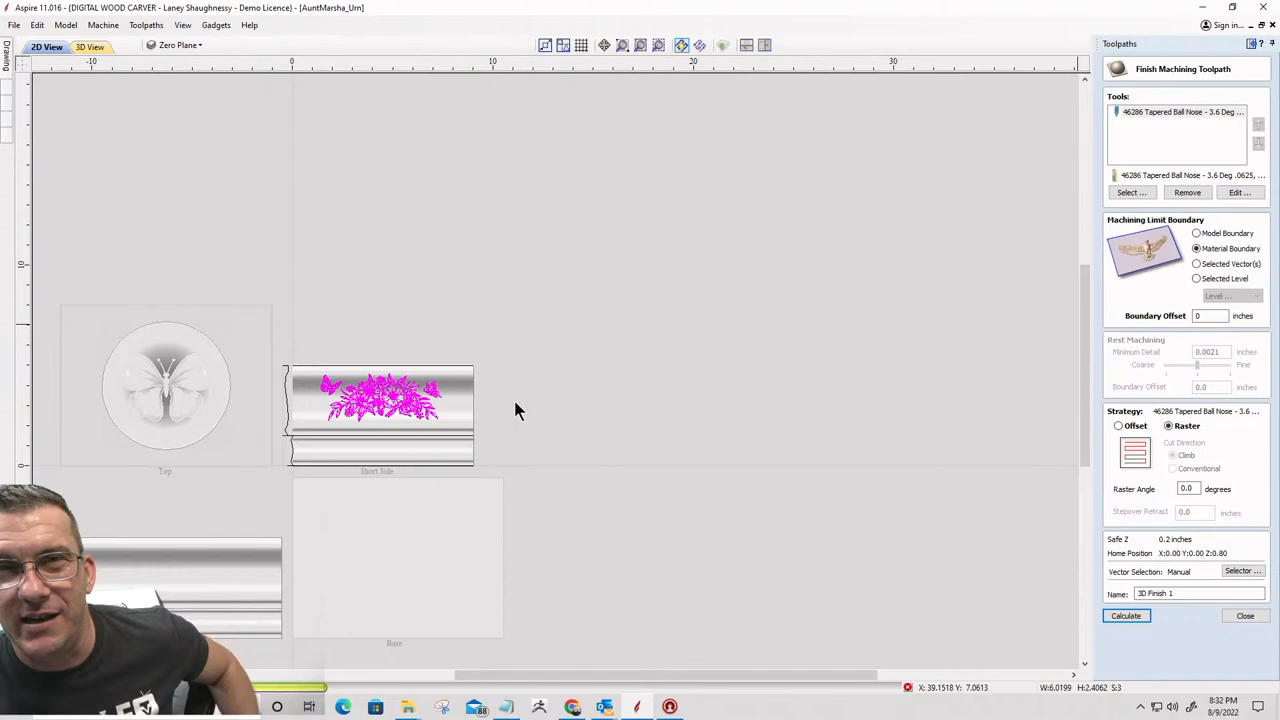 Aspire 11.016 - (DIGITAL WOOD CARVER - Laney Shaughnessy - Demo Licence) - [AuntMarsha_Urn]
File Edit Model Machine Toolpaths View Gadgets Help
Sign in...
Drawing
2D View 3D View Zero Plane
Toolpaths
-10 0 10 20 30
Finish Machining Toolpath
Tools:
46286 Tapered Ball Nose - 3.6 Deg ...
46286 Tapered Ball Nose - 3.6 Deg .0625, ...
Select ... Remove Edit ...
Machining Limit Boundary
Model Boundary
Material Boundary
Selected Vector(s)
Selected Level
Level ...
Boundary Offset 0 inches
Rest Machining
Minimum Detail 0.0021 inches
Coarse Fine
Boundary Offset 0.0 inches
Strategy: 46286 Tapered Ball Nose - 3.6 ...
Offset Raster
Cut Direction
Climb
Conventional
Raster Angle 0.0 degrees
Stepover Retract 0.0 inches
Safe Z 0.2 inches
Home Position X:0.00 Y:0.00 Z:0.80
Vector Selection: Manual Selector ...
Name: 3D Finish 1
Calculate Close
10
0
Top
Short Side
Base
X: 39.1518 Y: 7.0613
W:6.0199 H:2.4062 S:3
88
8:32 PM
8/9/2022